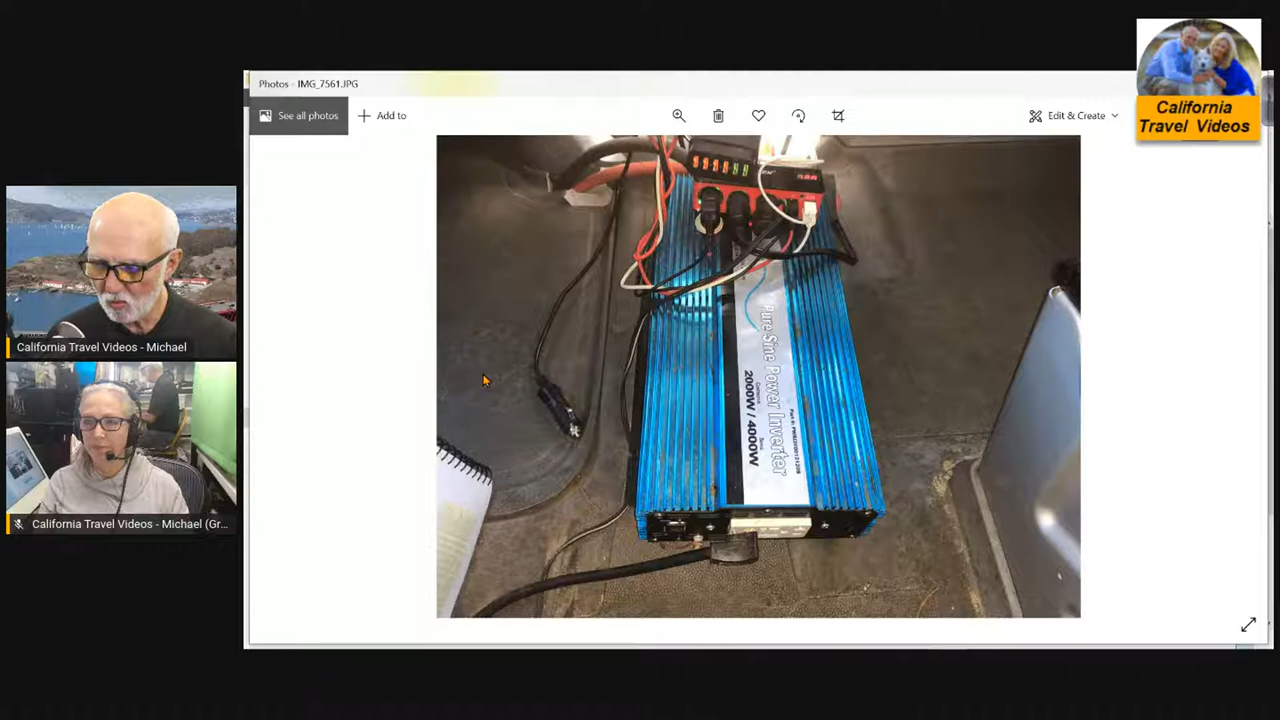 California
Travel Videos
Photos - IMG_7561.JPG
See all photos
Add to
Edit & Create
California Travel Videos - Michael
California Travel Videos - Michael (Gr...
Pure Sine Power Inverter
2000W / 4000W